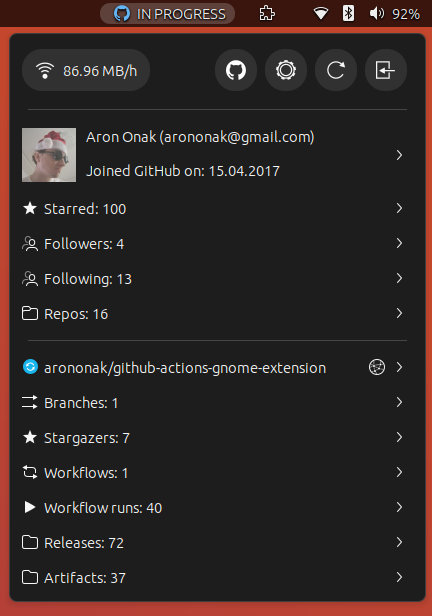 IN PROGRESS
92%
86.96 MB/h
Aron Onak (arononak@gmail.com)
Joined GitHub on: 15.04.2017
Starred: 100
Followers: 4
Following: 13
Repos: 16
arononak/github-actions-gnome-extension
Branches: 1
Stargazers: 7
Workflows: 1
Workflow runs: 40
Releases: 72
Artifacts: 37